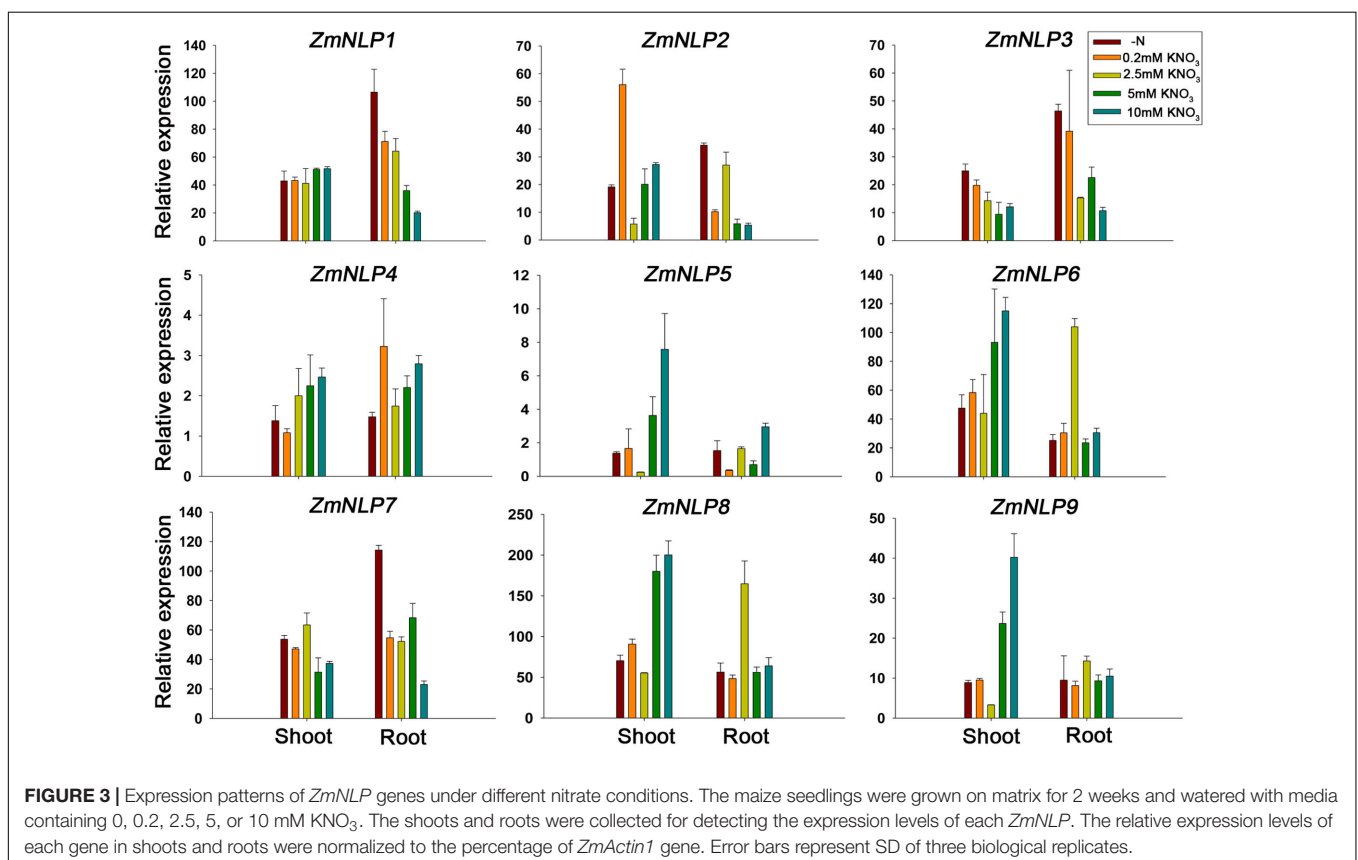 ZmNLP1
ZmNLP2
ZmNLP3
-N
0.2mM KNO₃
2.5mM KNO₃
5mM KNO₃
10mM KNO₃
Relative expression
140
120
100
80
60
40
20
0
70
60
50
40
30
20
10
0
70
60
50
40
30
20
10
0
ZmNLP4
ZmNLP5
ZmNLP6
Relative expression
5
4
3
2
1
0
12
10
8
6
4
2
0
140
120
100
80
60
40
20
0
ZmNLP7
ZmNLP8
ZmNLP9
Relative expression
140
120
100
80
60
40
20
0
250
200
150
100
50
0
50
40
30
20
10
0
Shoot Root
Shoot Root
Shoot Root
FIGURE 3 | Expression patterns of ZmNLP genes under different nitrate conditions. The maize seedlings were grown on matrix for 2 weeks and watered with media
containing 0, 0.2, 2.5, 5, or 10 mM KNO₃. The shoots and roots were collected for detecting the expression levels of each ZmNLP. The relative expression levels of
each gene in shoots and roots were normalized to the percentage of ZmActin1 gene. Error bars represent SD of three biological replicates.